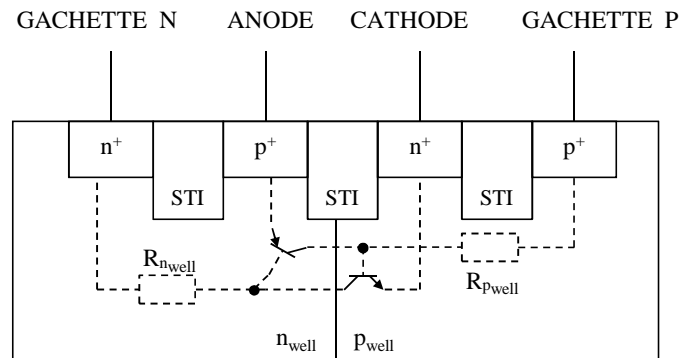 GACHETTE N ANODE CATHODE GACHETTE P
n+ p+ n+ p+
STI STI STI
Rnwell
Rpwell
nwell pwell